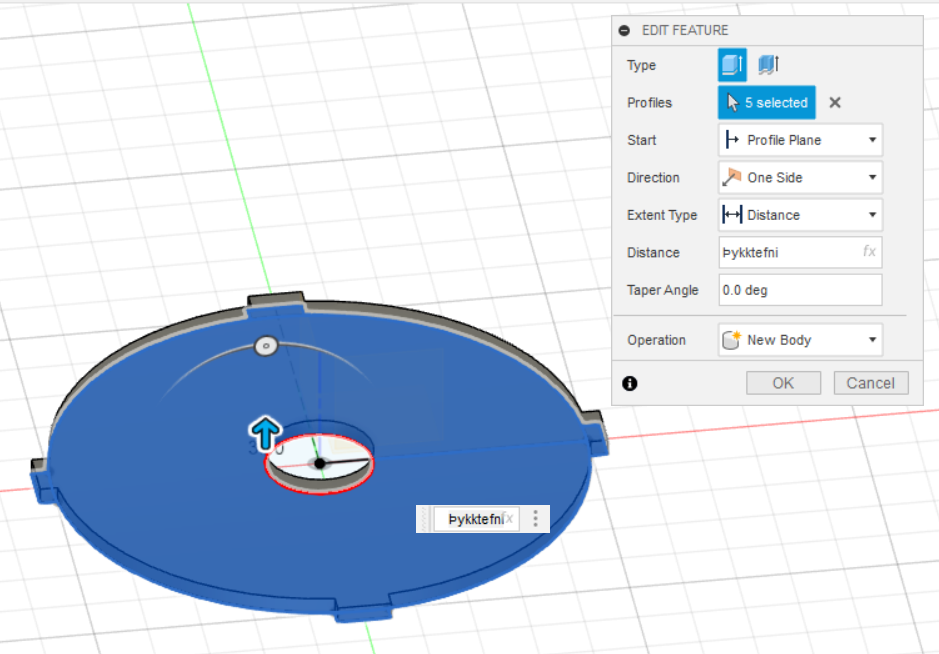 EDIT FEATURE
Type
Profiles
5 selected
Start
Profile Plane
Direction
One Side
Extent Type
Distance
Distance
Þykktefni
fx
Taper Angle
0.0 deg
Operation
New Body
OK
Cancel
Þykktefni
fx